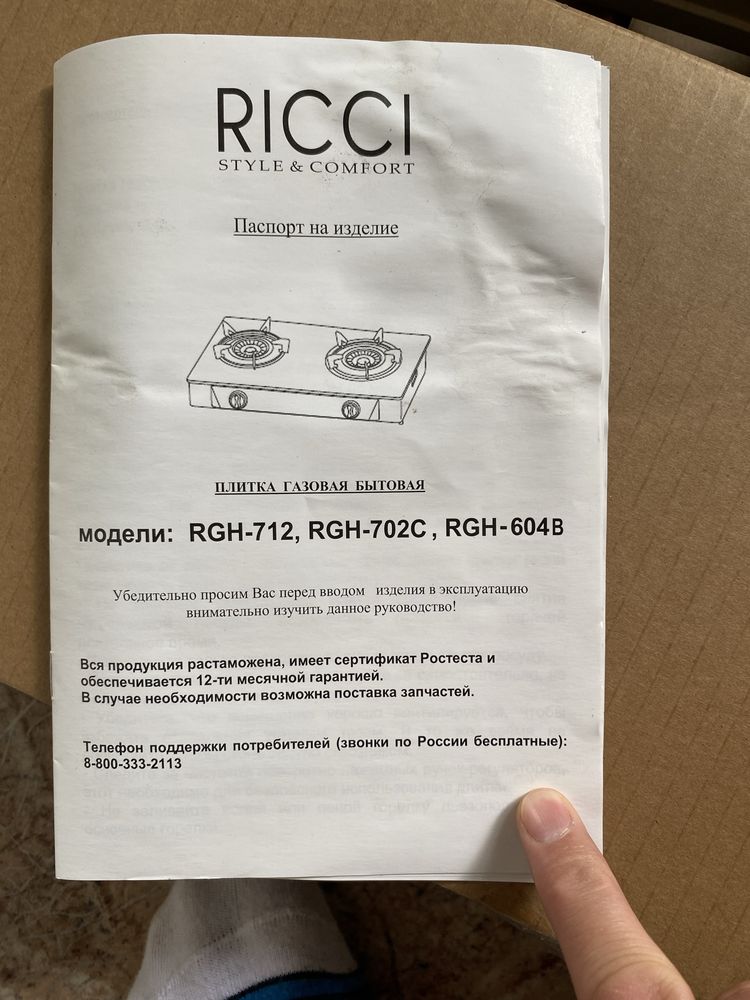 RICCI
STYLE & COMFORT
Паспорт на изделие
ПЛИТКА ГАЗОВАЯ БЫТОВАЯ
модели: RGH-712, RGH-702C, RGH-604B
Убедительно просим Вас перед вводом изделия в эксплуатацию
внимательно изучить данное руководство!
Вся продукция растаможена, имеет сертификат Ростеста и
обеспечивается 12-ти месячной гарантией.
В случае необходимости возможна поставка запчастей.
Телефон поддержки потребителей (звонки по России бесплатные):
8-800-333-2113